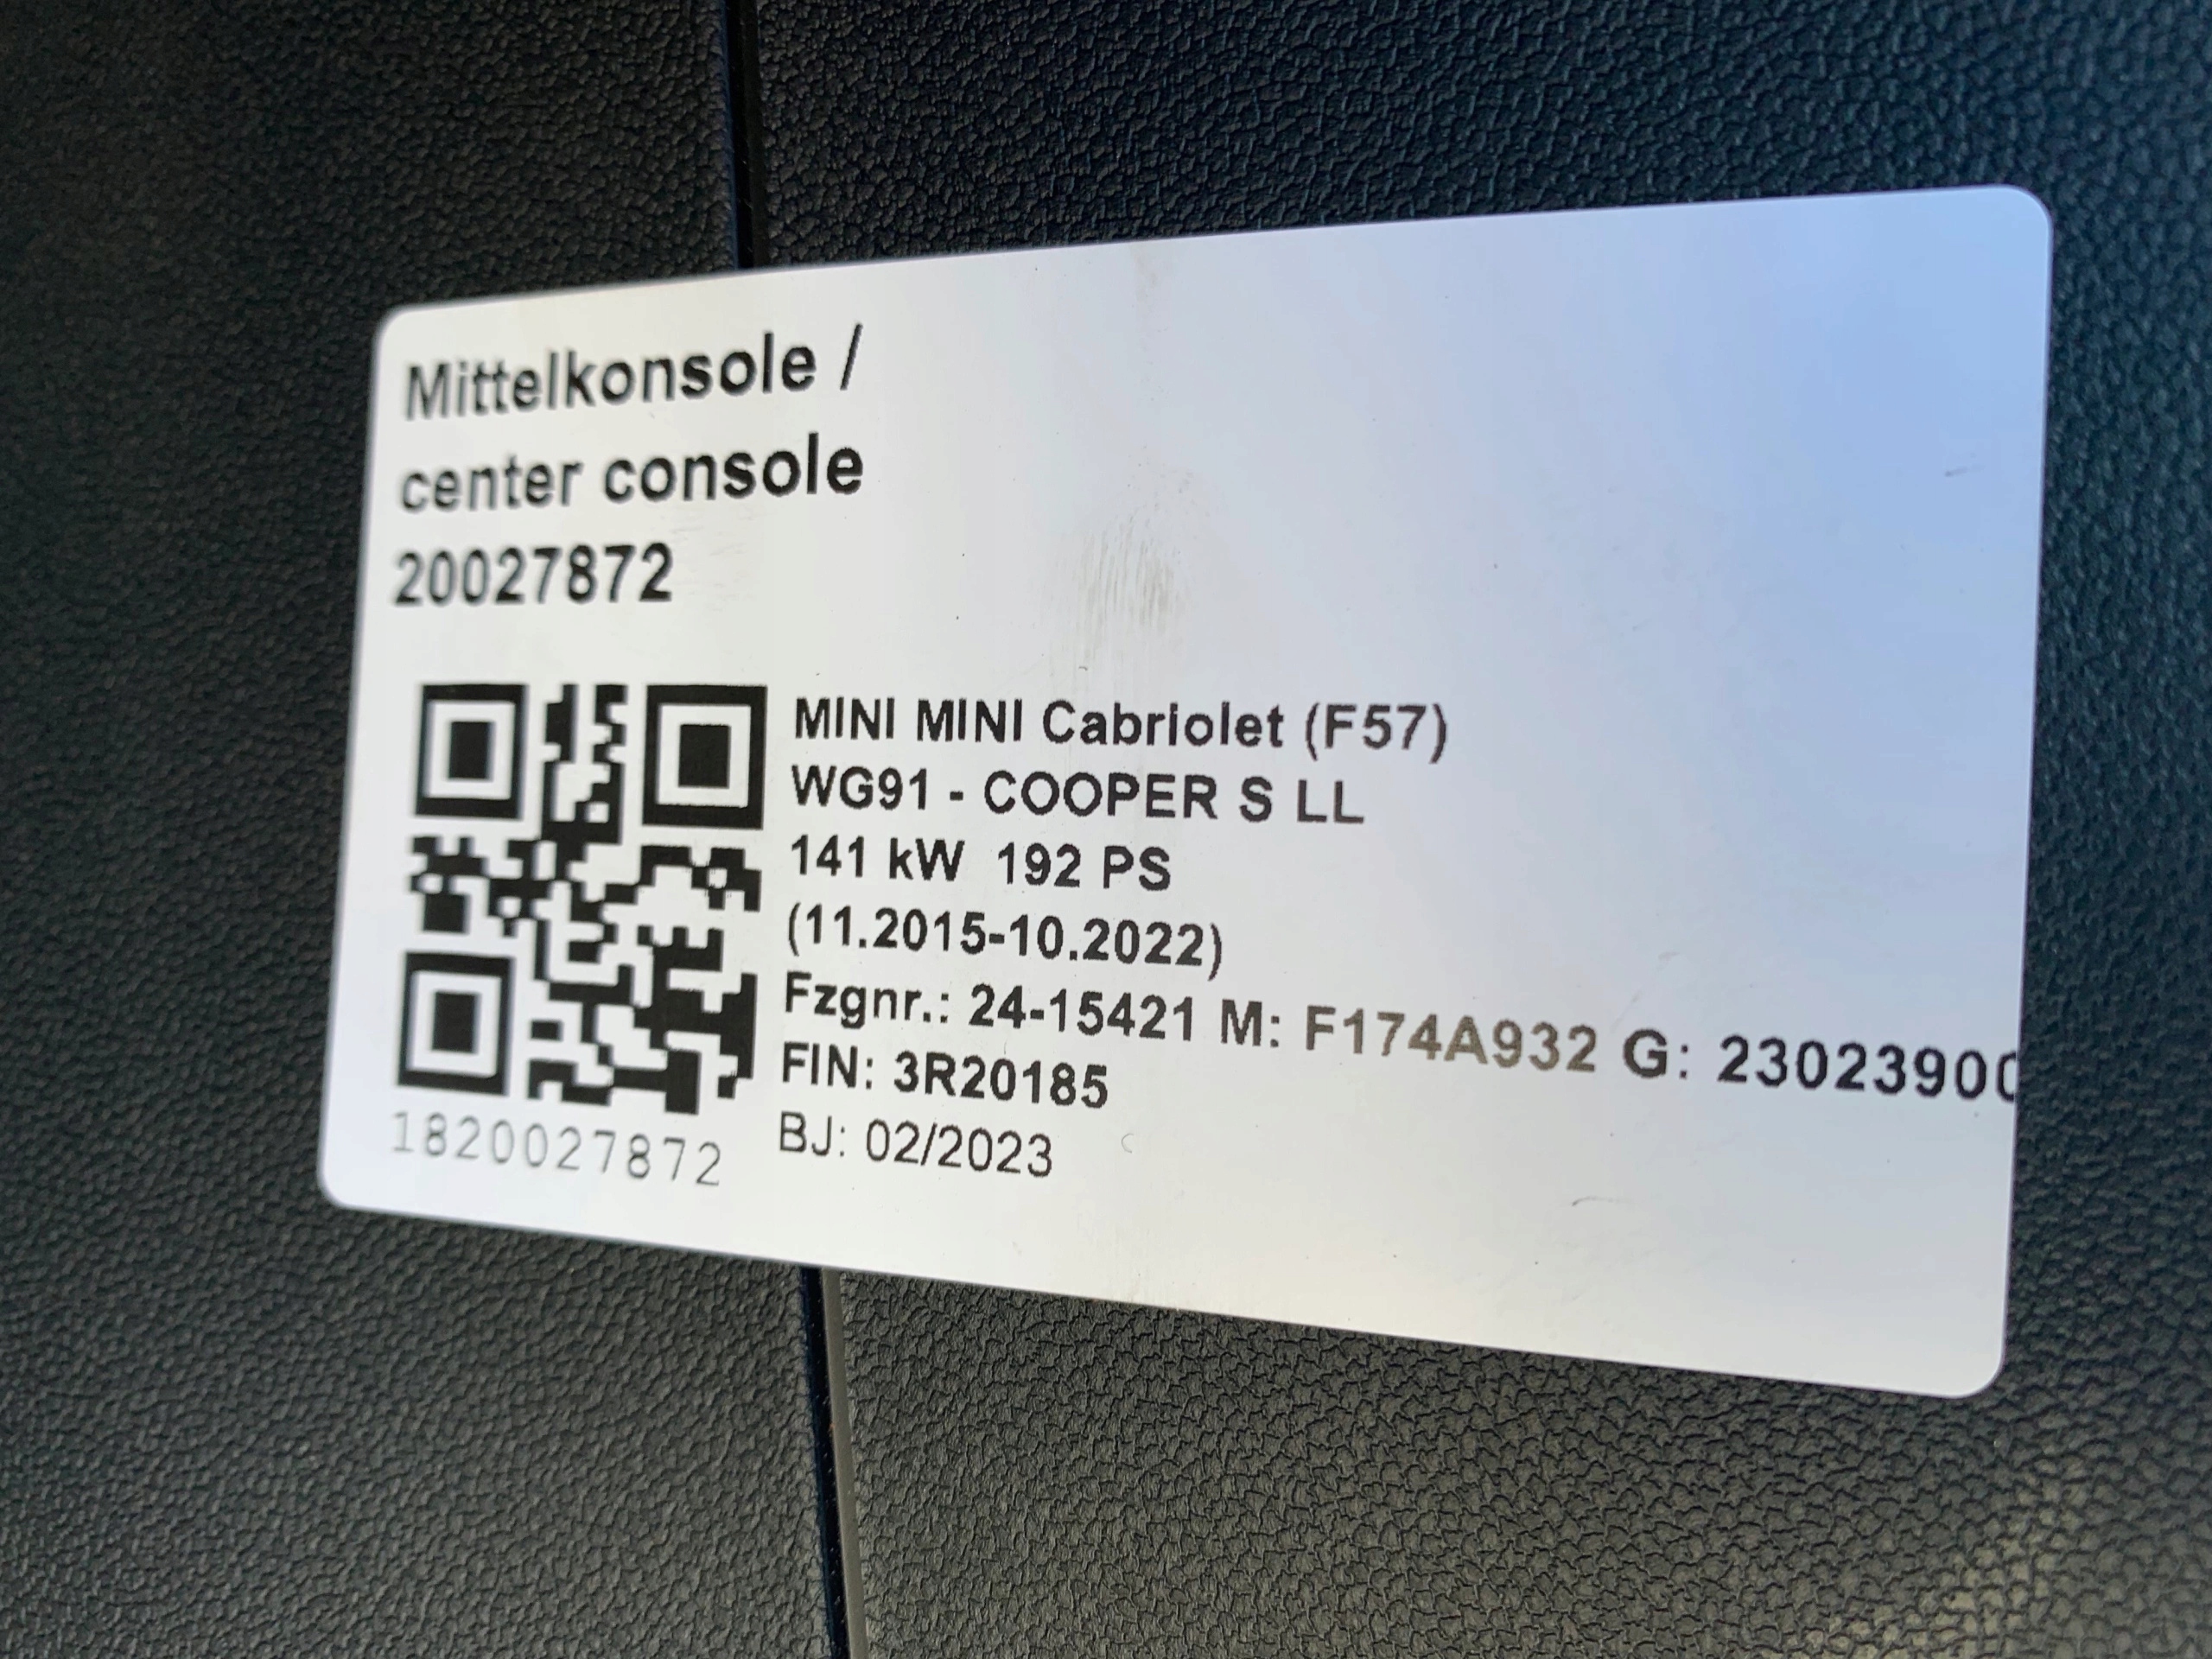 Mittelkonsole /
center console
20027872
MINI MINI Cabriolet (F57)
WG91 - COOPER S LL
141 kW 192 PS
(11.2015-10.2022)
Fzgnr.: 24-15421 M: F174A932 G: 23023900
FIN: 3R20185
BJ: 02/2023
1820027872